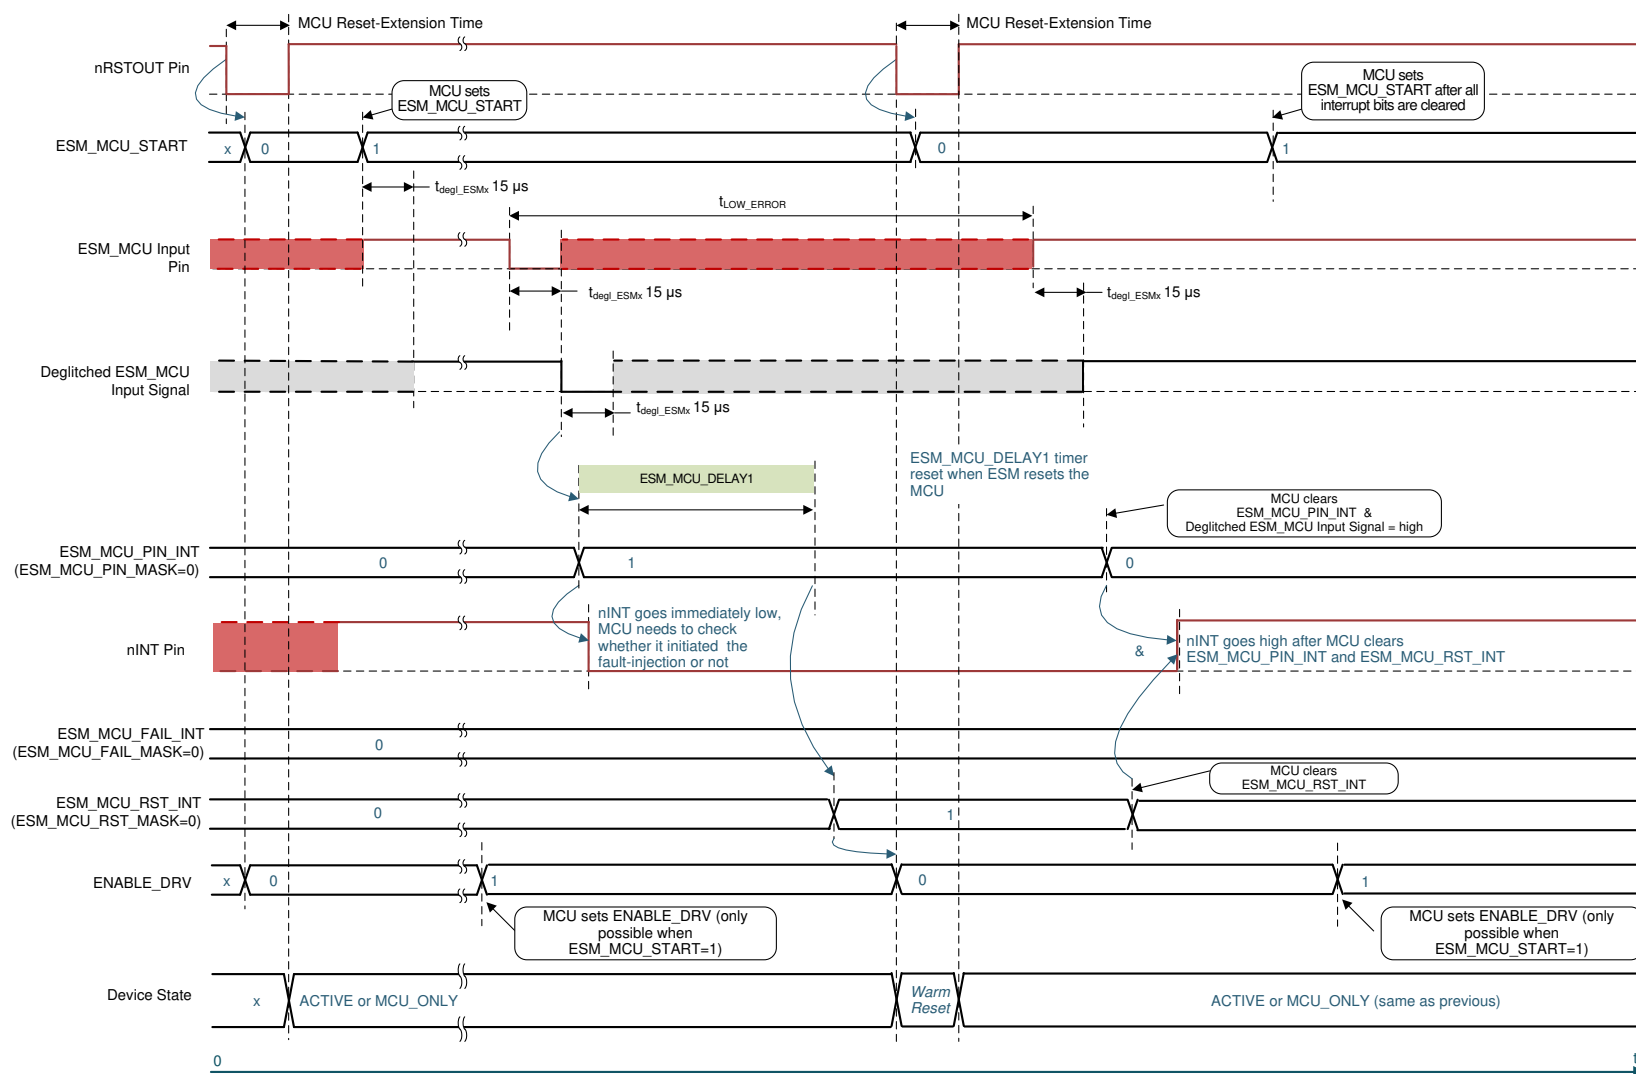 MCU Reset-Extension Time
MCU Reset-Extension Time
nRSTOUT Pin
MCU sets
ESM_MCU_START
MCU sets
ESM_MCU_START after all
interrupt bits are cleared
ESM_MCU_START
x
0
1
0
1
tdegl_ESMx 15 µs
tLOW_ERROR
ESM_MCU Input
Pin
tdegl_ESMx 15 µs
tdegl_ESMx 15 µs
Deglitched ESM_MCU
Input Signal
tdegl_ESMx 15 µs
ESM_MCU_DELAY1
ESM_MCU_DELAY1 timer
reset when ESM resets the
MCU
MCU clears
ESM_MCU_PIN_INT &
Deglitched ESM_MCU Input Signal = high
ESM_MCU_PIN_INT
(ESM_MCU_PIN_MASK=0)
0
1
0
nINT Pin
nINT goes immediately low,
MCU needs to check
whether it initiated the
fault-injection or not
&
nINT goes high after MCU clears
ESM_MCU_PIN_INT and ESM_MCU_RST_INT
ESM_MCU_FAIL_INT
(ESM_MCU_FAIL_MASK=0)
0
MCU clears
ESM_MCU_RST_INT
ESM_MCU_RST_INT
(ESM_MCU_RST_MASK=0)
0
1
ENABLE_DRV
x
0
1
0
1
MCU sets ENABLE_DRV (only
possible when
ESM_MCU_START=1)
MCU sets ENABLE_DRV (only
possible when
ESM_MCU_START=1)
Device State
x
ACTIVE or MCU_ONLY
Warm
Reset
ACTIVE or MCU_ONLY (same as previous)
0
t